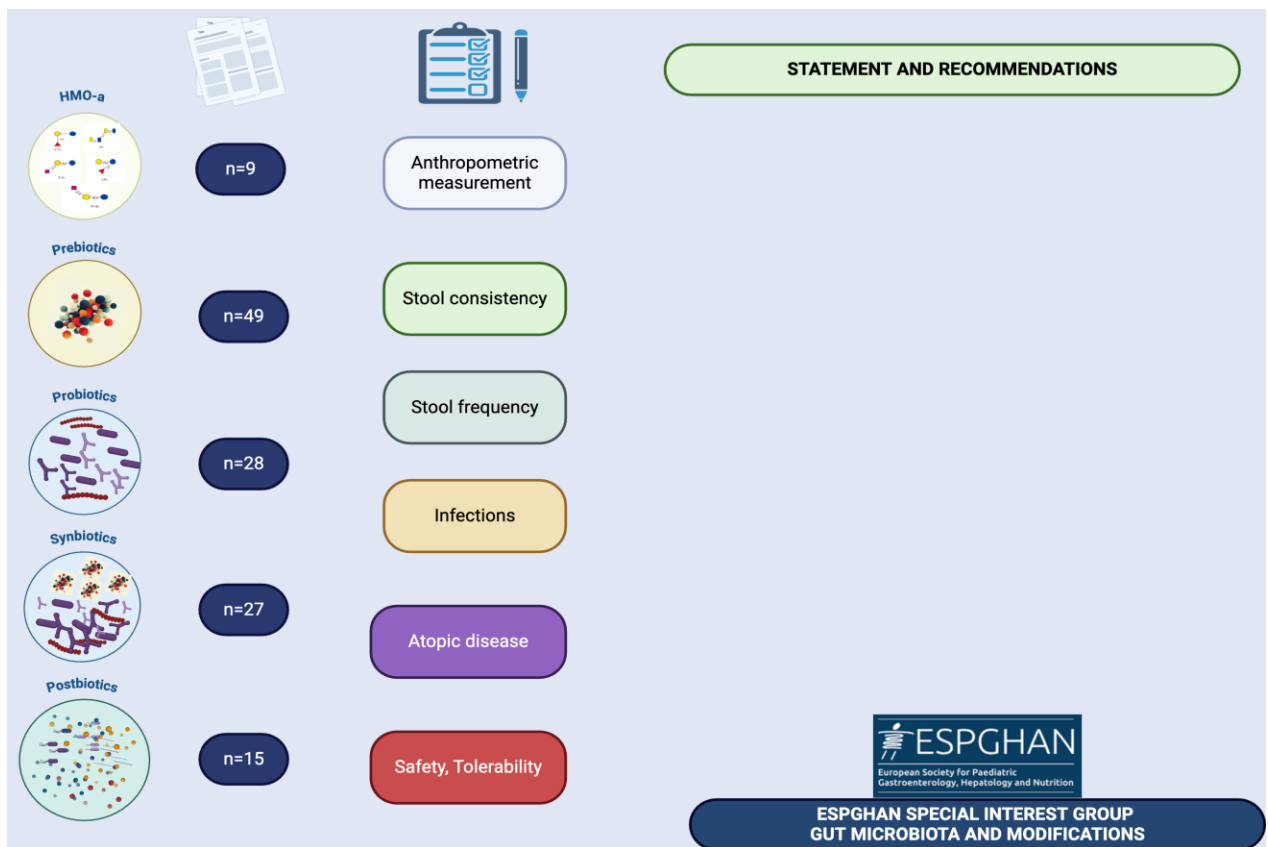 STATEMENT AND RECOMMENDATIONS
HMO-a
n=9
Anthropometric
measurement
Prebiotics
n=49
Stool consistency
Stool frequency
Probiotics
n=28
Infections
Synbiotics
n=27
Atopic disease
Postbiotics
n=15
Safety, Tolerability
ESPGHAN
European Society for Paediatric
Gastroenterology, Hepatology and Nutrition
ESPGHAN SPECIAL INTEREST GROUP
GUT MICROBIOTA AND MODIFICATIONS